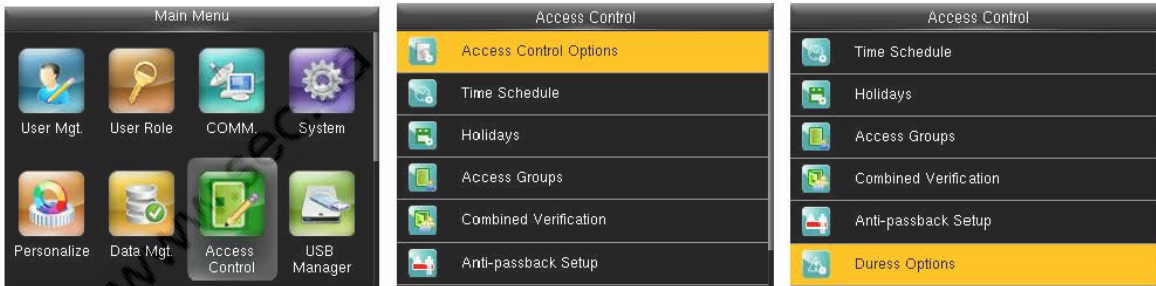 Main Menu
User Mgt.
User Role
COMM.
System
Personalize
Data Mgt.
Access
Control
USB
Manager
Access Control
Access Control Options
Time Schedule
Holidays
Access Groups
Combined Verification
Anti-passback Setup
Access Control
Time Schedule
Holidays
Access Groups
Combined Verification
Anti-passback Setup
Duress Options